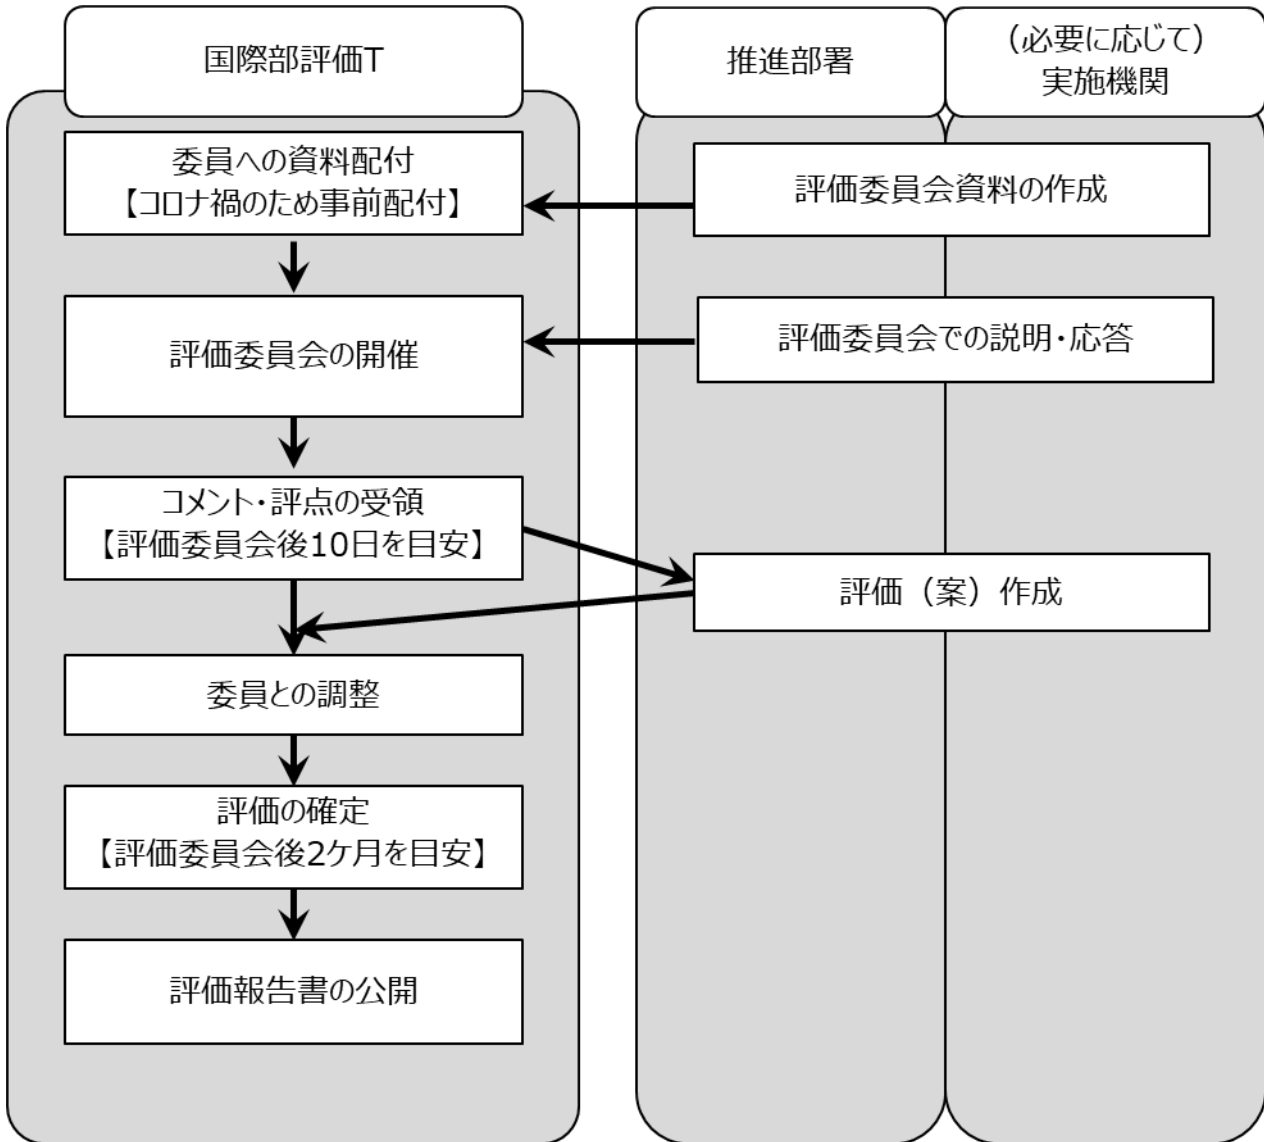 国際部評価T
推進部署
（必要に応じて）
実施機関
委員への資料配付
【コロナ禍のため事前配付】
評価委員会資料の作成
評価委員会の開催
評価委員会での説明・応答
コメント・評点の受領
【評価委員会後10日を目安】
評価（案）作成
委員との調整
評価の確定
【評価委員会後2ケ月を目安】
評価報告書の公開